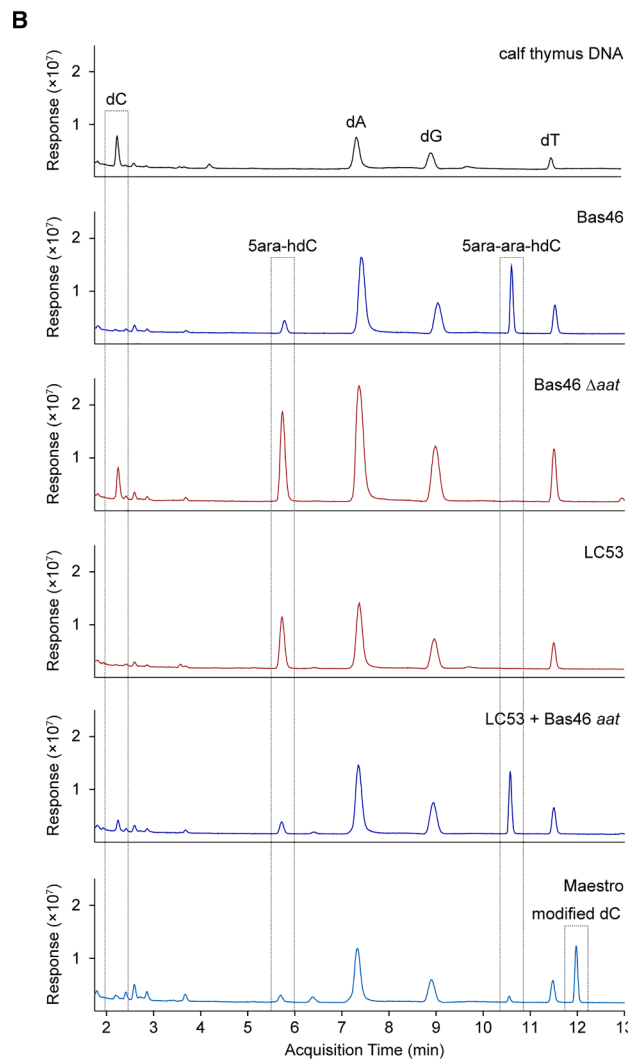 B
calf thymus DNA
Response (×10⁷)
2
1
dC
dA
dG
dT
Bas46
Response (×10⁷)
2
1
5ara-hdC
5ara-ara-hdC
Bas46 Δaat
Response (×10⁷)
2
1
LC53
Response (×10⁷)
2
1
LC53 + Bas46 aat
Response (×10⁷)
2
1
Maestro
modified dC
Response (×10⁷)
2
1
2 3 4 5 6 7 8 9 10 11 12 13
Acquisition Time (min)